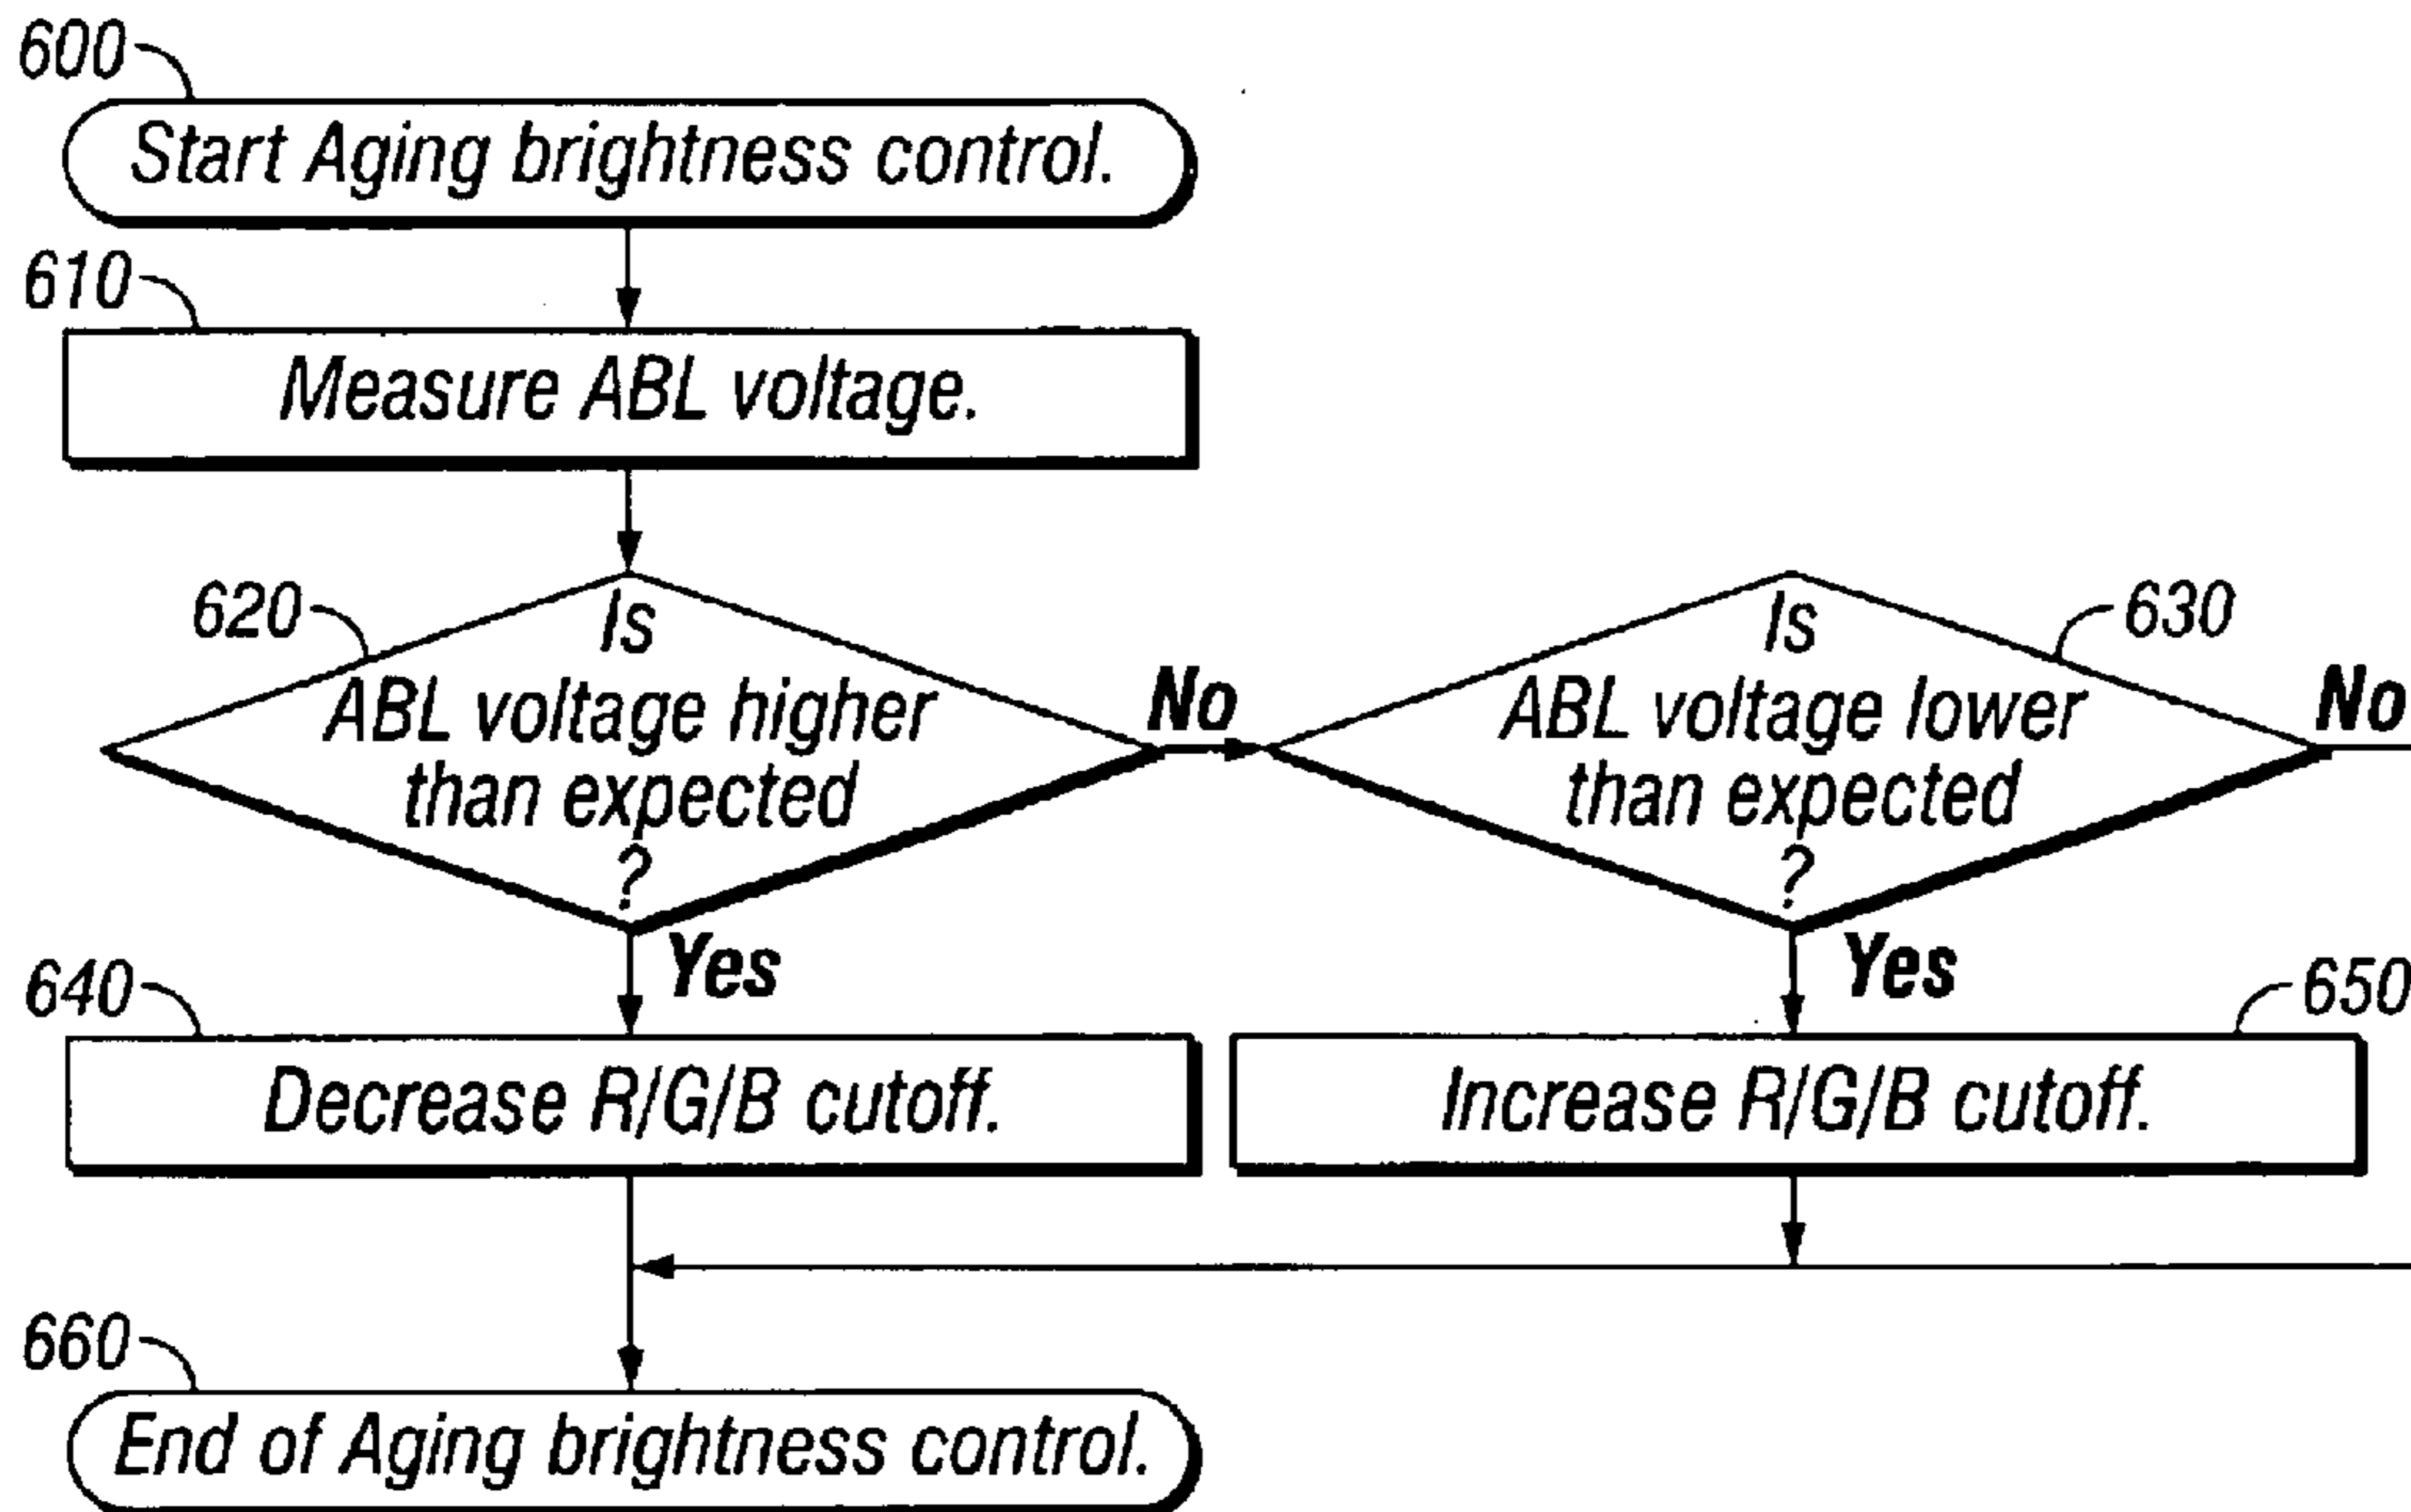 600
Start Aging brightness control.
610
Measure ABL voltage.
620
Is
ABL voltage higher
than expected
?
No
630
Is
ABL voltage lower
than expected
?
No
Yes
Yes
640
Decrease R/G/B cutoff.
650
Increase R/G/B cutoff.
660
End of Aging brightness control.